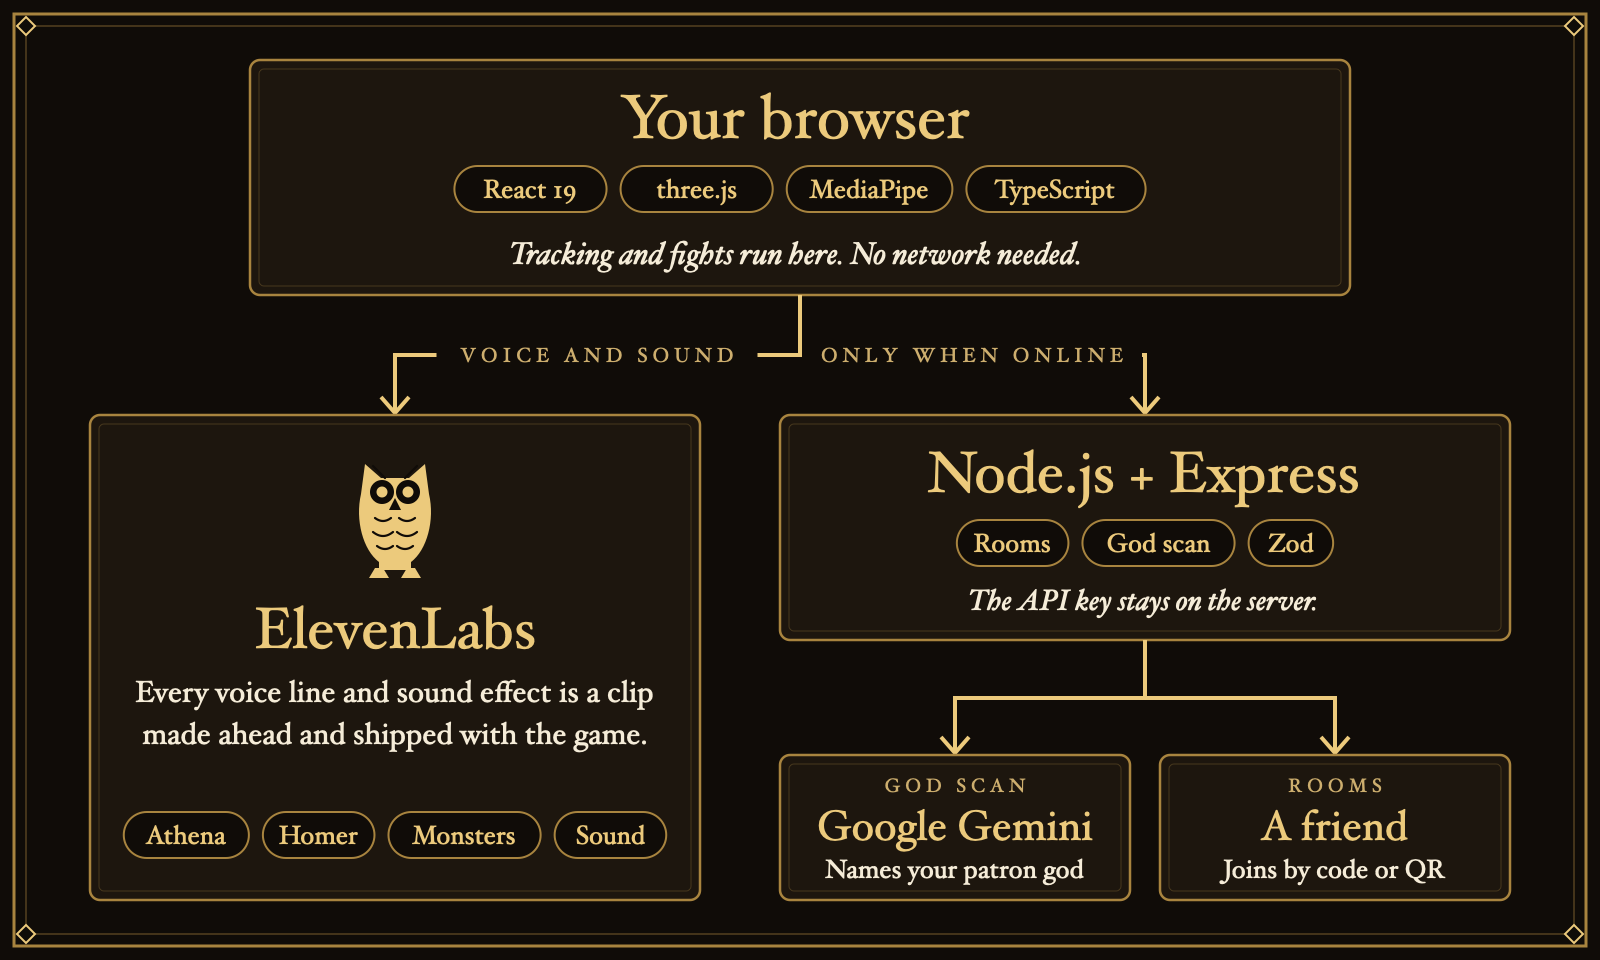 Your browser
React 19 three.js MediaPipe TypeScript
Tracking and fights run here. No network needed.
VOICE AND SOUND
ONLY WHEN ONLINE
ElevenLabs
Every voice line and sound effect is a clip
made ahead and shipped with the game.
Athena Homer Monsters Sound
Node.js + Express
Rooms God scan Zod
The API key stays on the server.
GOD SCAN
Google Gemini
Names your patron god
ROOMS
A friend
Joins by code or QR